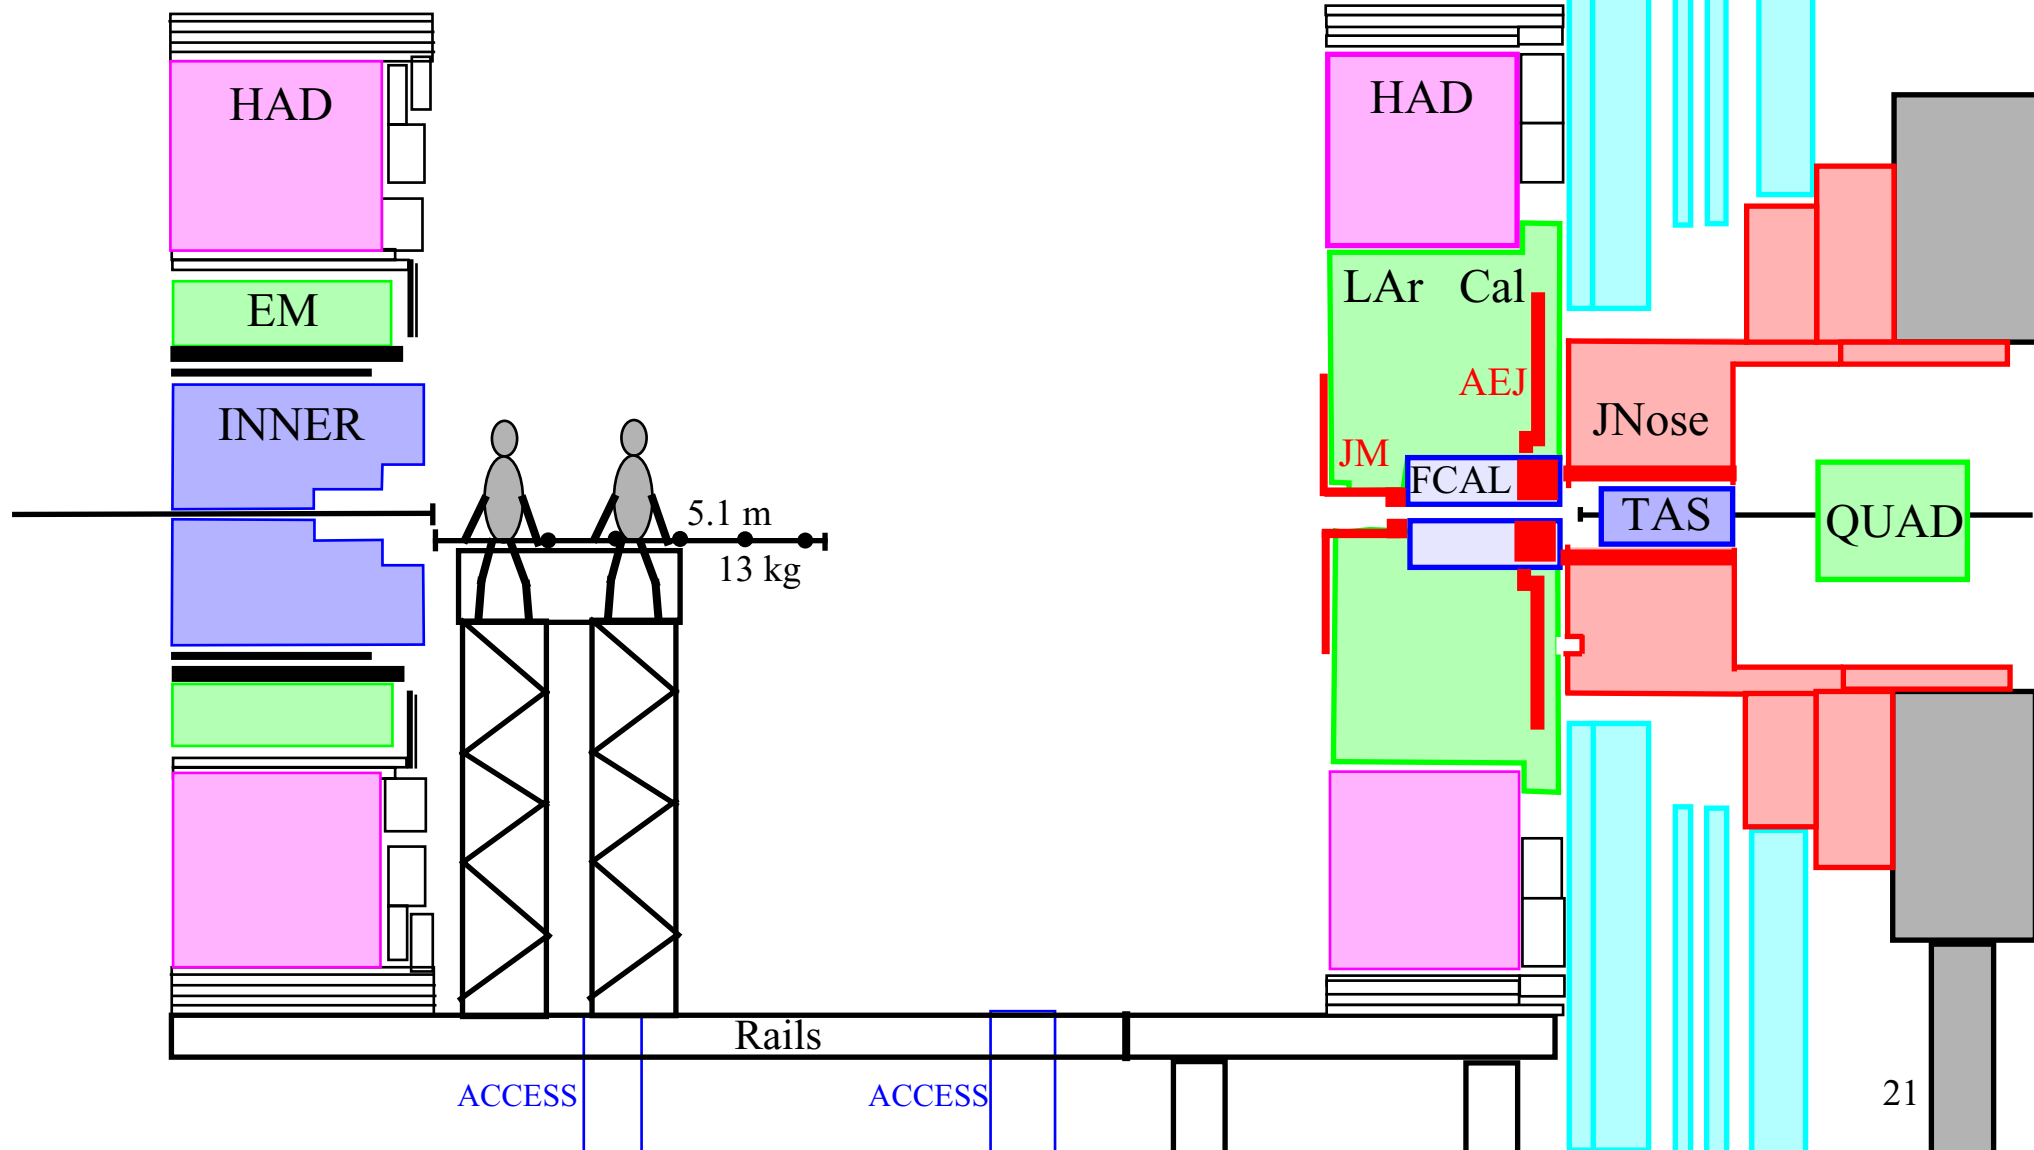 HAD
HAD
EM
LAr Cal
AEJ
INNER
JNose
JM
FCAL
5.1 m
TAS
QUAD
13 kg
Rails
ACCESS
ACCESS
21